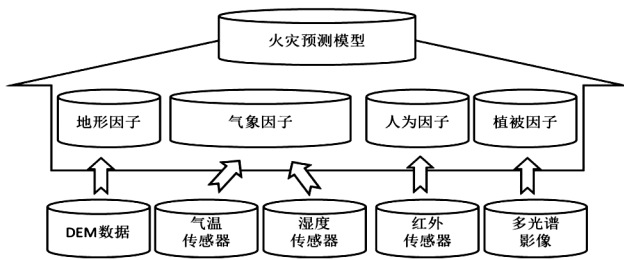 火灾预测模型
地形因子
气象因子
人为因子
植被因子
DEM数据
气温
传感器
湿度
传感器
红外
传感器
多光谱
影像